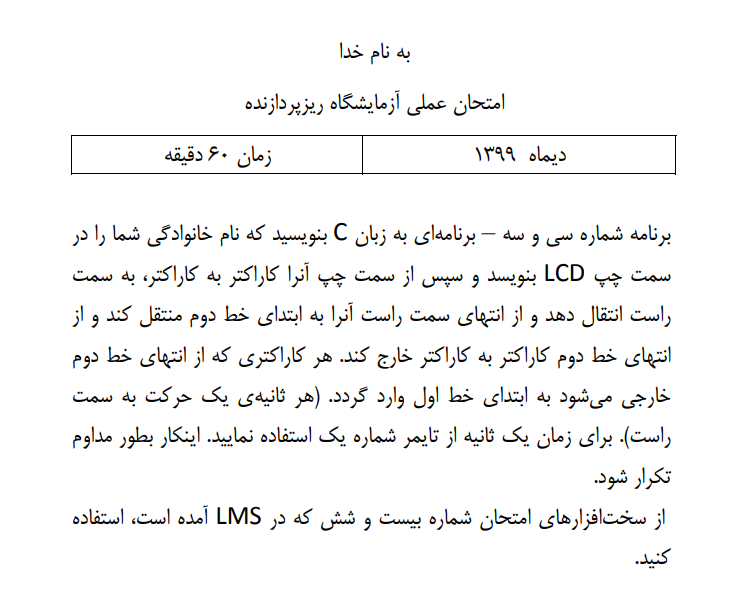 به نام خدا
امتحان عملی آزمایشگاه ریزپردازنده
دیماه ۱۳۹۹ زمان ۶۰ دقیقه
برنامه شماره سی و سه – برنامه‌ای به زبان C بنویسید که نام خانوادگی شما را در
سمت چپ LCD بنویسد و سپس از سمت چپ آنرا کاراکتر به کاراکتر، به سمت
راست انتقال دهد و از انتهای سمت راست آنرا به ابتدای خط دوم منتقل کند و از
انتهای خط دوم کاراکتر به کاراکتر خارج کند. هر کاراکتری که از انتهای خط دوم
خارجی می‌شود به ابتدای خط اول وارد گردد. (هر ثانیه‌ی یک حرکت به سمت
راست). برای زمان یک ثانیه از تایمر شماره یک استفاده نمایید. اینکار بطور مداوم
تکرار شود.
از سخت‌افزارهای امتحان شماره بیست و شش که در LMS آمده است، استفاده
کنید.